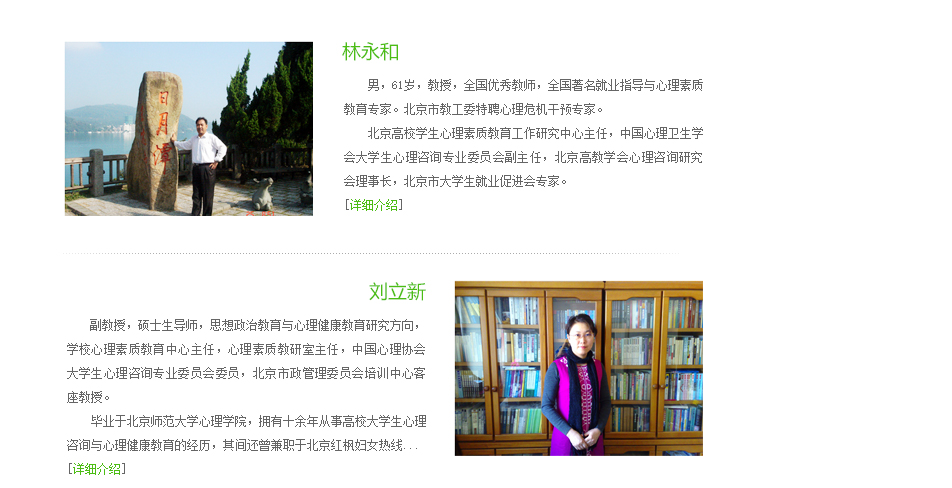 林永和
日月潭
男，61岁，教授，全国优秀教师，全国著名就业指导与心理素质
教育专家。北京市教工委特聘心理危机干预专家。
北京高校学生心理素质教育工作研究中心主任，中国心理卫生学
会大学生心理咨询专业委员会副主任，北京高教学会心理咨询研究
会理事长，北京市大学生就业促进会专家。
[详细介绍]
刘立新
副教授，硕士生导师，思想政治教育与心理健康教育研究方向，
学校心理素质教育中心主任，心理素质教研室主任，中国心理协会
大学生心理咨询专业委员会委员，北京市政管理委员会培训中心客
座教授。
毕业于北京师范大学心理学院，拥有十余年从事高校大学生心理
咨询与心理健康教育的经历，其间还曾兼职于北京红枫妇女热线...
[详细介绍]